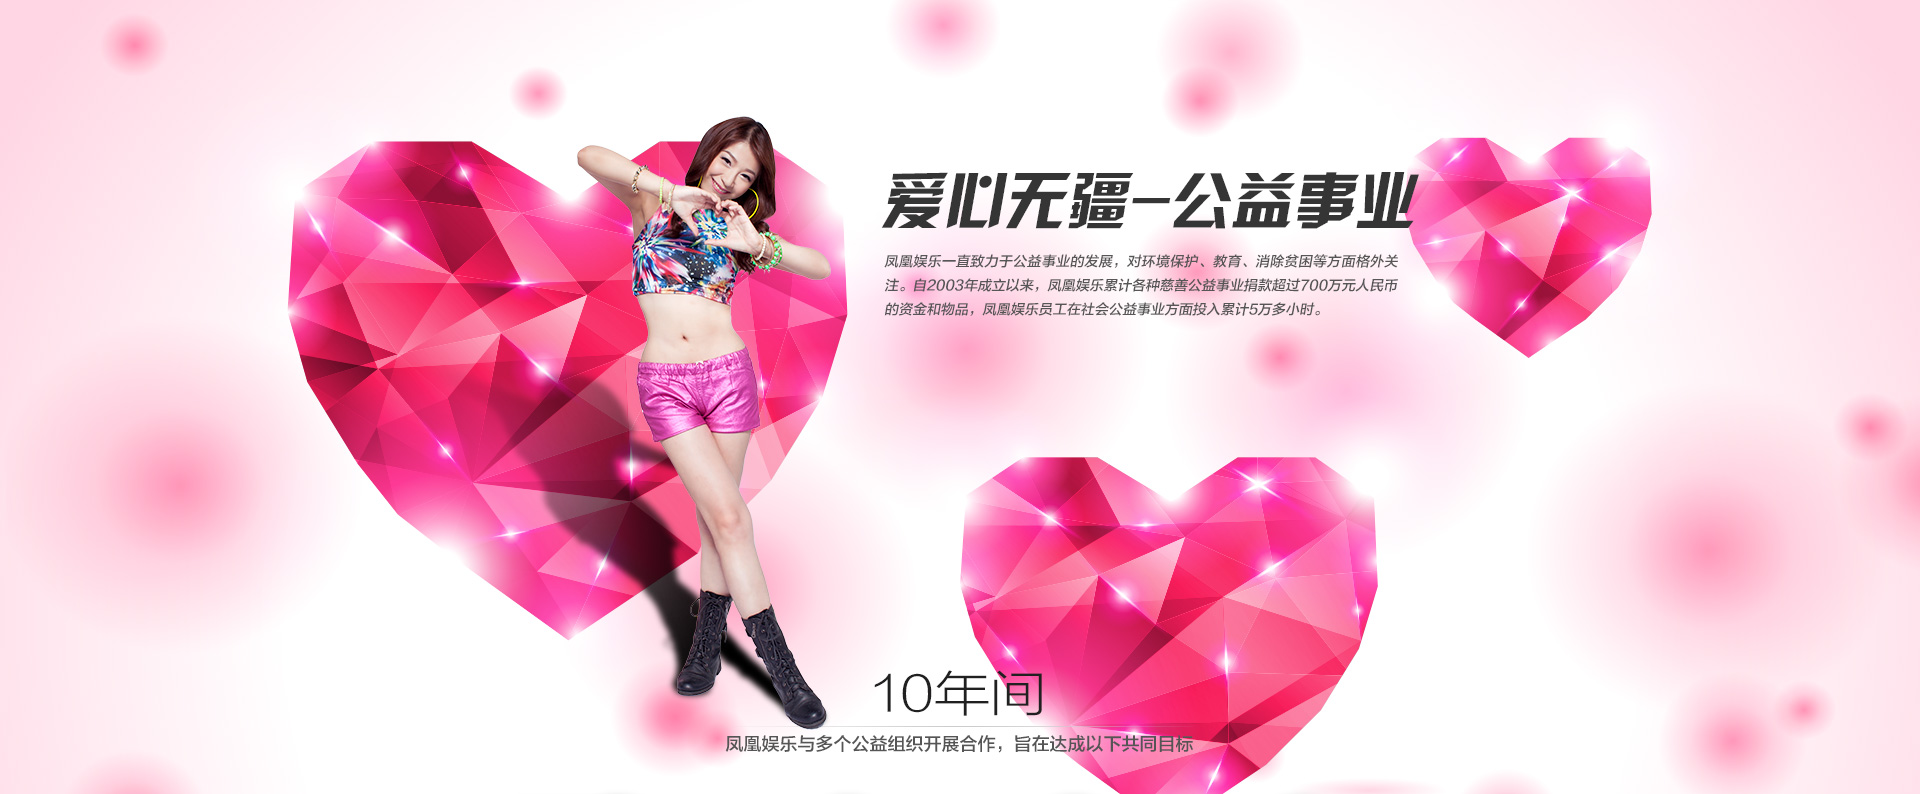 爱心无疆-公益事业
凤凰娱乐一直致力于公益事业的发展，对环境保护、教育、消除贫困等方面格外关
注。自2003年成立以来，凤凰娱乐累计各种慈善公益事业捐款超过700万元人民币
的资金和物品，凤凰娱乐员工在社会公益事业方面投入累计5万多小时。
10年间
凤凰娱乐与多个公益组织开展合作，旨在达成以下共同目标